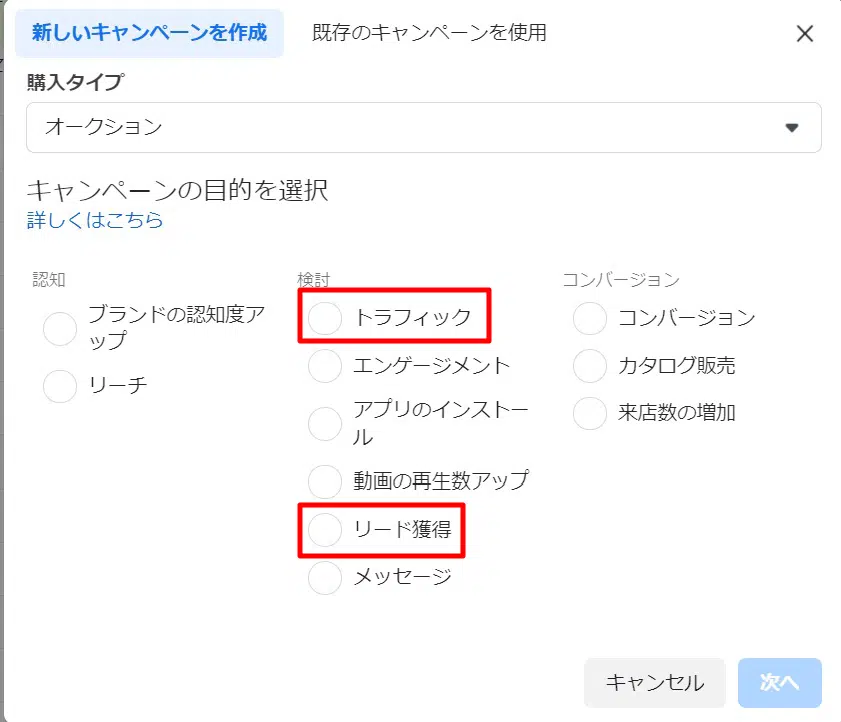 新しいキャンペーンを作成
既存のキャンペーンを使用
購入タイプ
オークション
キャンペーンの目的を選択
詳しくはこちら
認知
ブランドの認知度ア
ップ
リーチ
検討
トラフィック
エンゲージメント
アプリのインストー
ル
動画の再生数アップ
リード獲得
メッセージ
コンバージョン
コンバージョン
カタログ販売
来店数の増加
キャンセル
次へ